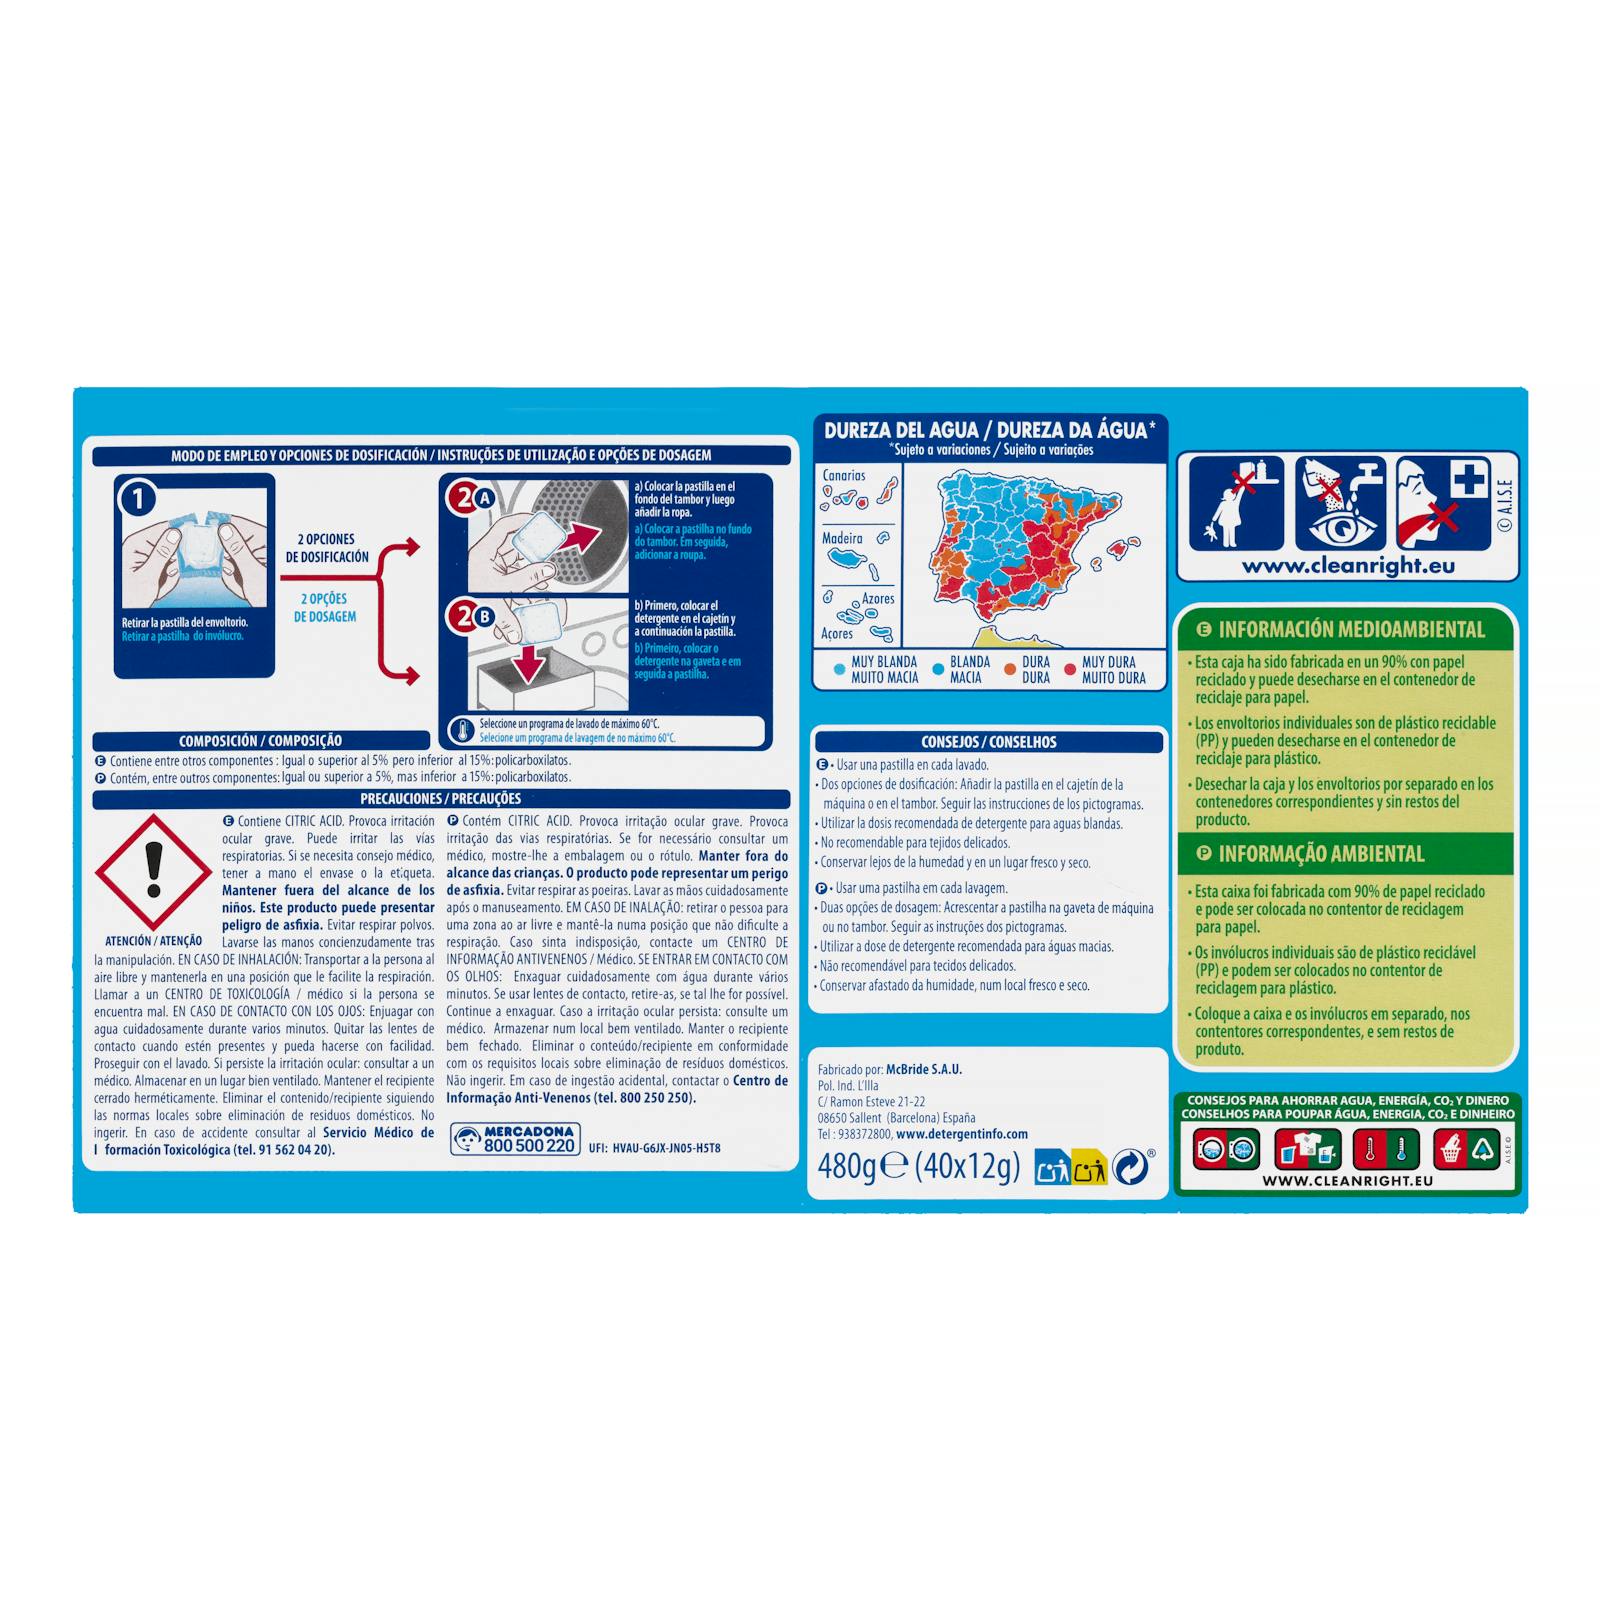 MODO DE EMPLEO Y OPCIONES DE DOSIFICACIÓN / INSTRUÇÕES DE UTILIZAÇÃO E OPÇÕES DE DOSAGEM
1
Retirar la pastilla del envoltorio.
Retirar a pastilha do invólucro.
2 OPCIONES
DE DOSIFICACIÓN
2 OPÇÕES
DE DOSAGEM
2 A
a) Colocar la pastilla en el
fondo del tambor y luego
añadir la ropa.
a) Colocar a pastilha no fundo
do tambor. Em seguida,
adicionar a roupa.
2 B
b) Primero, colocar el
detergente en el cajetín y
a continuación la pastilla.
b) Primeiro, colocar o
detergente na gaveta e em
seguida a pastilha.
Seleccione un programa de lavado de máximo 60°C.
Selecione um programa de lavagem de no máximo 60°C.
COMPOSICIÓN / COMPOSIÇÃO
E Contiene entre otros componentes : Igual o superior al 5% pero inferior al 15%: policarboxilatos.
P Contém, entre outros componentes: Igual ou superior a 5%, mas inferior a 15%: policarboxilatos.
PRECAUCIONES / PRECAUÇÕES
ATENCIÓN / ATENÇÃO
E Contiene CITRIC ACID. Provoca irritación
ocular grave. Puede irritar las vías
respiratorias. Si se necesita consejo médico,
tener a mano el envase o la etiqueta.
Mantener fuera del alcance de los
niños. Este producto puede presentar
peligro de asfixia. Evitar respirar polvos.
Lavarse las manos concienzudamente tras
la manipulación. EN CASO DE INHALACIÓN: Transportar a la persona al
aire libre y mantenerla en una posición que le facilite la respiración.
Llamar a un CENTRO DE TOXICOLOGÍA / médico si la persona se
encuentra mal. EN CASO DE CONTACTO CON LOS OJOS: Enjuagar con
agua cuidadosamente durante varios minutos. Quitar las lentes de
contacto cuando estén presentes y pueda hacerse con facilidad.
Proseguir con el lavado. Si persiste la irritación ocular: consultar a un
médico. Almacenar en un lugar bien ventilado. Mantener el recipiente
cerrado herméticamente. Eliminar el contenido/recipiente siguiendo
las normas locales sobre eliminación de residuos domésticos. No
ingerir. En caso de accidente consultar al Servicio Médico de
I formación Toxicológica (tel. 91 562 04 20).
P Contém CITRIC ACID. Provoca irritação ocular grave. Provoca
irritação das vias respiratórias. Se for necessário consultar um
médico, mostre-lhe a embalagem ou o rótulo. Manter fora do
alcance das crianças. O produto pode representar um perigo
de asfixia. Evitar respirar as poeiras. Lavar as mãos cuidadosamente
após o manuseamento. EM CASO DE INALAÇÃO: retirar o pessoa para
uma zona ao ar livre e mantê-la numa posição que não dificulte a
respiração. Caso sinta indisposição, contacte um CENTRO DE
INFORMAÇÃO ANTIVENENOS / Médico. SE ENTRAR EM CONTACTO COM
OS OLHOS: Enxaguar cuidadosamente com água durante vários
minutos. Se usar lentes de contacto, retire-as, se tal lhe for possível.
Continue a enxaguar. Caso a irritação ocular persista: consulte um
médico. Armazenar num local bem ventilado. Manter o recipiente
bem fechado. Eliminar o conteúdo/recipiente em conformidade
com os requisitos locais sobre eliminação de resíduos domésticos.
Não ingerir. Em caso de ingestão acidental, contactar o Centro de
Informação Anti-Venenos (tel. 800 250 250).
MERCADONA
800 500 220
UFI: HVAU-G6JX-JN05-H5T8
DUREZA DEL AGUA / DUREZA DA ÁGUA*
*Sujeto a variaciones / Sujeito a variações
Canarias
Madeira
Azores
Açores
MUY BLANDA
MUITO MACIA
BLANDA
MACIA
DURA
DURA
MUY DURA
MUITO DURA
CONSEJOS / CONSELHOS
E • Usar una pastilla en cada lavado.
• Dos opciones de dosificación: Añadir la pastilla en el cajetín de la
máquina o en el tambor. Seguir las instrucciones de los pictogramas.
• Utilizar la dosis recomendada de detergente para aguas blandas.
• No recomendable para tejidos delicados.
• Conservar lejos de la humedad y en un lugar fresco y seco.
P • Usar uma pastilha em cada lavagem.
• Duas opções de dosagem: Acrescentar a pastilha na gaveta de máquina
ou no tambor. Seguir as instruções dos pictogramas.
• Utilizar a dose de detergente recomendada para águas macias.
• Não recomendável para tecidos delicados.
• Conservar afastado da humidade, num local fresco e seco.
Fabricado por: McBride S.A.U.
Pol. Ind. L'Illa
C/ Ramon Esteve 21-22
08650 Sallent (Barcelona) España
Tel : 938372800, www.detergentinfo.com
480g e (40x12g)
®
© A.I.S.E
www.cleanright.eu
E INFORMACIÓN MEDIOAMBIENTAL
• Esta caja ha sido fabricada en un 90% con papel
reciclado y puede desecharse en el contenedor de
reciclaje para papel.
• Los envoltorios individuales son de plástico reciclable
(PP) y pueden desecharse en el contenedor de
reciclaje para plástico.
• Desechar la caja y los envoltorios por separado en los
contenedores correspondientes y sin restos del
producto.
P INFORMAÇÃO AMBIENTAL
• Esta caixa foi fabricada com 90% de papel reciclado
e pode ser colocada no contentor de reciclagem
para papel.
• Os invólucros individuais são de plástico reciclável
(PP) e podem ser colocados no contentor de
reciclagem para plástico.
• Coloque a caixa e os invólucros em separado, nos
contentores correspondentes, e sem restos de
produto.
CONSEJOS PARA AHORRAR AGUA, ENERGÍA, CO₂ Y DINERO
CONSELHOS PARA POUPAR ÁGUA, ENERGIA, CO₂ E DINHEIRO
A.I.S.E ©
WWW.CLEANRIGHT.EU